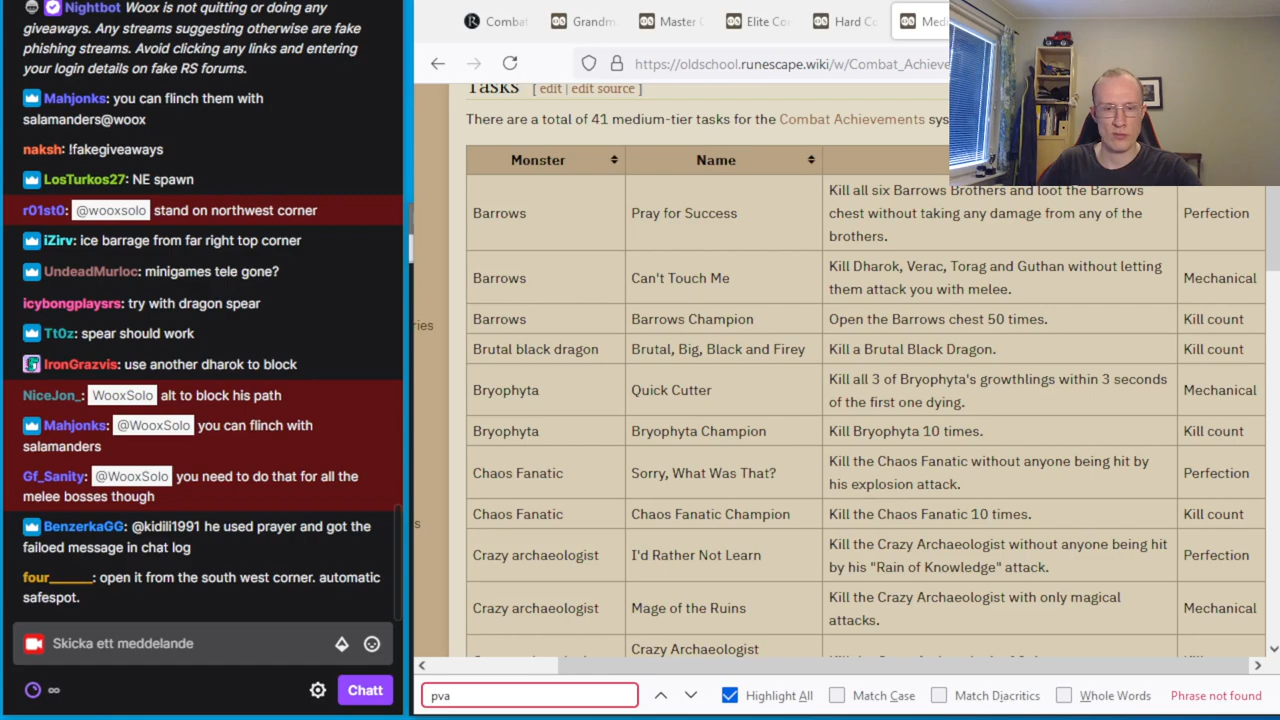 Nightbot: Woox is not quitting or doing any
giveaways. Any streams suggesting otherwise are fake
phishing streams. Avoid clicking any links and entering
your login details on fake RS forums.
Mahjonks: you can flinch them with
salamanders@woox
naksh: !fakegiveaways
LosTurkos27: NE spawn
r01st0: @wooxsolo stand on northwest corner
iZirv: ice barrage from far right top corner
UndeadMurloc: minigames tele gone?
icybongplaysrs: try with dragon spear
Tt0z: spear should work
IronGrazvis: use another dharok to block
NiceJon_: WooxSolo alt to block his path
Mahjonks: @WooxSolo you can flinch with
salamanders
Gf_Sanity: @WooxSolo you need to do that for all the
melee bosses though
BenzerkaGG: @kidili1991 he used prayer and got the
failoed message in chat log
four______: open it from the south west corner. automatic
safespot.
Skicka ett meddelande
∞
Chatt
Combat
Grandm
Master C
Elite Co
Hard Co
Med
https://oldschool.runescape.wiki/w/Combat_Achieve
Tasks [ edit | edit source ]
There are a total of 41 medium-tier tasks for the Combat Achievements sys
Monster Name
Barrows Pray for Success Kill all six Barrows Brothers and loot the Barrows
chest without taking any damage from any of the
brothers. Perfection
Barrows Can't Touch Me Kill Dharok, Verac, Torag and Guthan without letting
them attack you with melee. Mechanical
Barrows Barrows Champion Open the Barrows chest 50 times. Kill count
Brutal black dragon Brutal, Big, Black and Firey Kill a Brutal Black Dragon. Kill count
Bryophyta Quick Cutter Kill all 3 of Bryophyta's growthlings within 3 seconds
of the first one dying. Mechanical
Bryophyta Bryophyta Champion Kill Bryophyta 10 times. Kill count
Chaos Fanatic Sorry, What Was That? Kill the Chaos Fanatic without anyone being hit by
his explosion attack. Perfection
Chaos Fanatic Chaos Fanatic Champion Kill the Chaos Fanatic 10 times. Kill count
Crazy archaeologist I'd Rather Not Learn Kill the Crazy Archaeologist without anyone being hit
by his "Rain of Knowledge" attack. Perfection
Crazy archaeologist Mage of the Ruins Kill the Crazy Archaeologist with only magical
attacks. Mechanical
Crazy Archaeologist
ries
s
pva
Highlight All
Match Case
Match Diacritics
Whole Words
Phrase not found